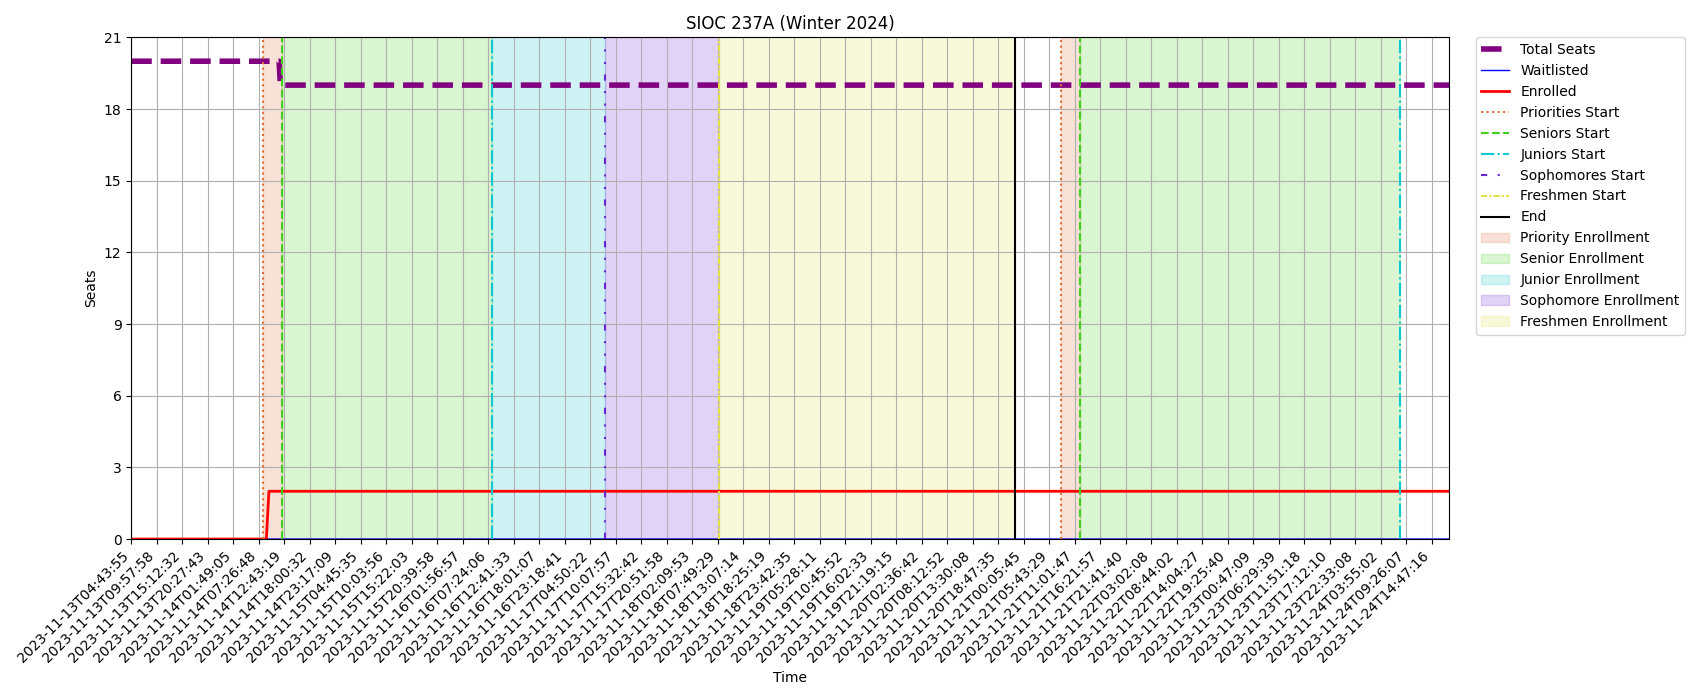 SIOC 237A (Winter 2024)
21
18
15
12
9
6
3
0
Seats
2023-11-13T04:43:55
2023-11-13T09:57:58
2023-11-13T15:12:32
2023-11-13T20:27:43
2023-11-14T01:49:05
2023-11-14T07:26:48
2023-11-14T12:43:19
2023-11-14T18:00:32
2023-11-14T23:17:09
2023-11-15T04:45:35
2023-11-15T10:03:56
2023-11-15T15:22:03
2023-11-15T20:39:58
2023-11-16T01:56:57
2023-11-16T07:24:06
2023-11-16T12:41:33
2023-11-16T18:01:07
2023-11-16T23:18:41
2023-11-17T04:50:22
2023-11-17T10:07:57
2023-11-17T15:32:42
2023-11-17T20:51:58
2023-11-18T02:09:53
2023-11-18T07:49:29
2023-11-18T13:07:14
2023-11-18T18:25:19
2023-11-18T23:42:35
2023-11-19T05:28:11
2023-11-19T10:45:52
2023-11-19T16:02:33
2023-11-19T21:19:15
2023-11-20T02:36:42
2023-11-20T08:12:52
2023-11-20T13:30:08
2023-11-20T18:47:35
2023-11-21T00:05:45
2023-11-21T05:43:29
2023-11-21T11:01:47
2023-11-21T16:21:57
2023-11-21T21:41:40
2023-11-22T03:02:08
2023-11-22T08:44:02
2023-11-22T14:04:27
2023-11-22T19:25:40
2023-11-23T00:47:09
2023-11-23T06:29:39
2023-11-23T11:51:18
2023-11-23T17:12:10
2023-11-23T22:33:08
2023-11-24T03:55:02
2023-11-24T09:26:07
2023-11-24T14:47:16
Time
Total Seats
Waitlisted
Enrolled
Priorities Start
Seniors Start
Juniors Start
Sophomores Start
Freshmen Start
End
Priority Enrollment
Senior Enrollment
Junior Enrollment
Sophomore Enrollment
Freshmen Enrollment